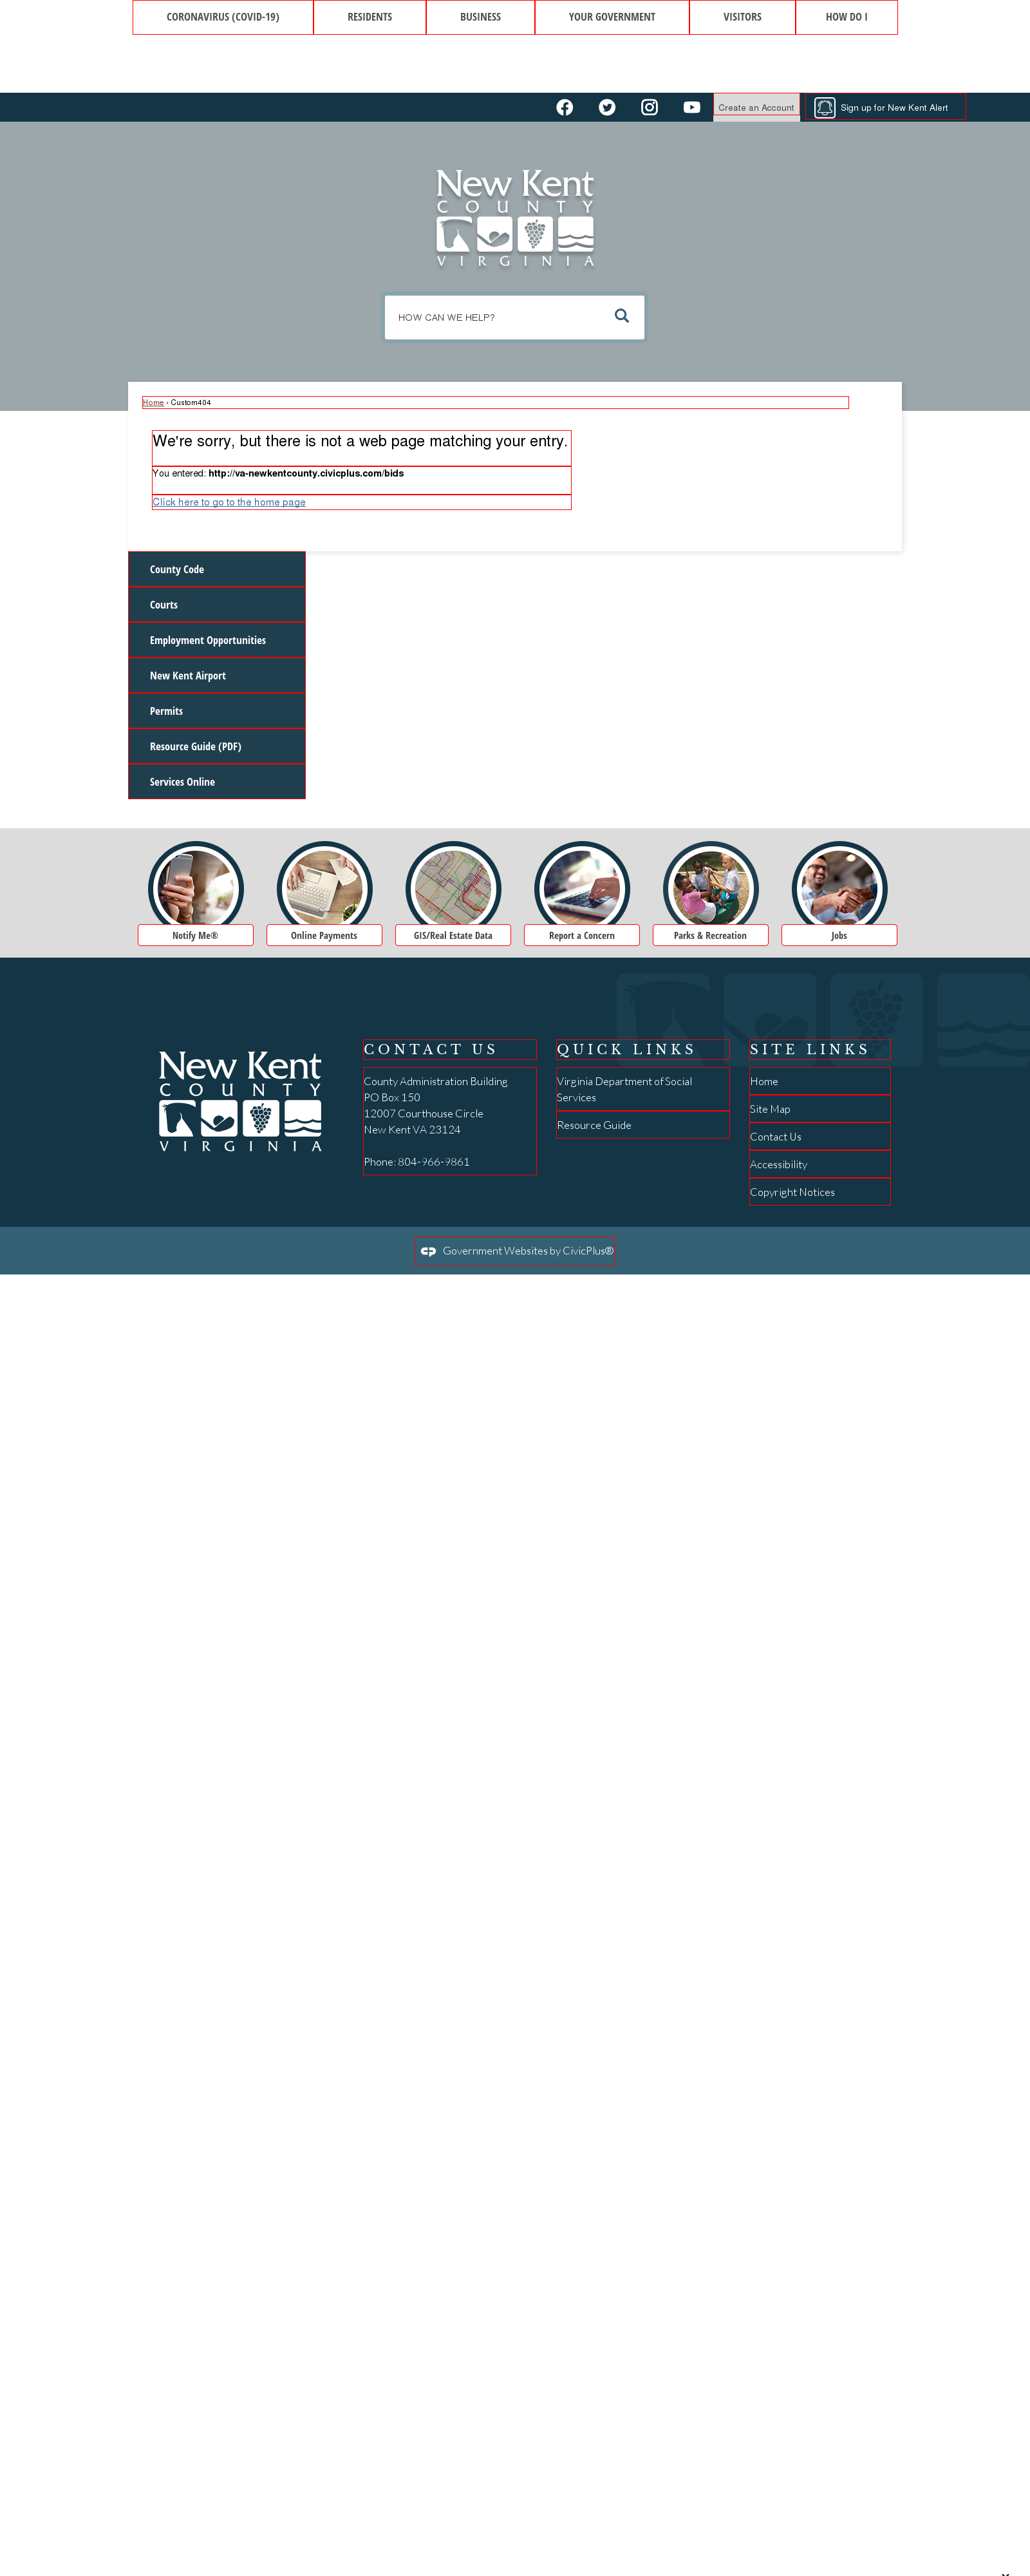 CORONAVIRUS (COVID-19)
RESIDENTS
BUSINESS
YOUR GOVERNMENT
VISITORS
HOW DO I
Create an Account
Sign up for New Kent Alert
New Kent
COUNTY
VIRGINIA
HOW CAN WE HELP?
Home › Custom404
We're sorry, but there is not a web page matching your entry.
You entered: http://va-newkentcounty.civicplus.com/bids
Click here to go to the home page
County Code
Courts
Employment Opportunities
New Kent Airport
Permits
Resource Guide (PDF)
Services Online
Notify Me®
Online Payments
GIS/Real Estate Data
Report a Concern
Parks & Recreation
Jobs
New Kent
COUNTY
VIRGINIA
CONTACT US
County Administration Building
PO Box 150
12007 Courthouse Circle
New Kent VA 23124
Phone: 804-966-9861
QUICK LINKS
Virginia Department of Social
Services
Resource Guide
SITE LINKS
Home
Site Map
Contact Us
Accessibility
Copyright Notices
Government Websites by CivicPlus®